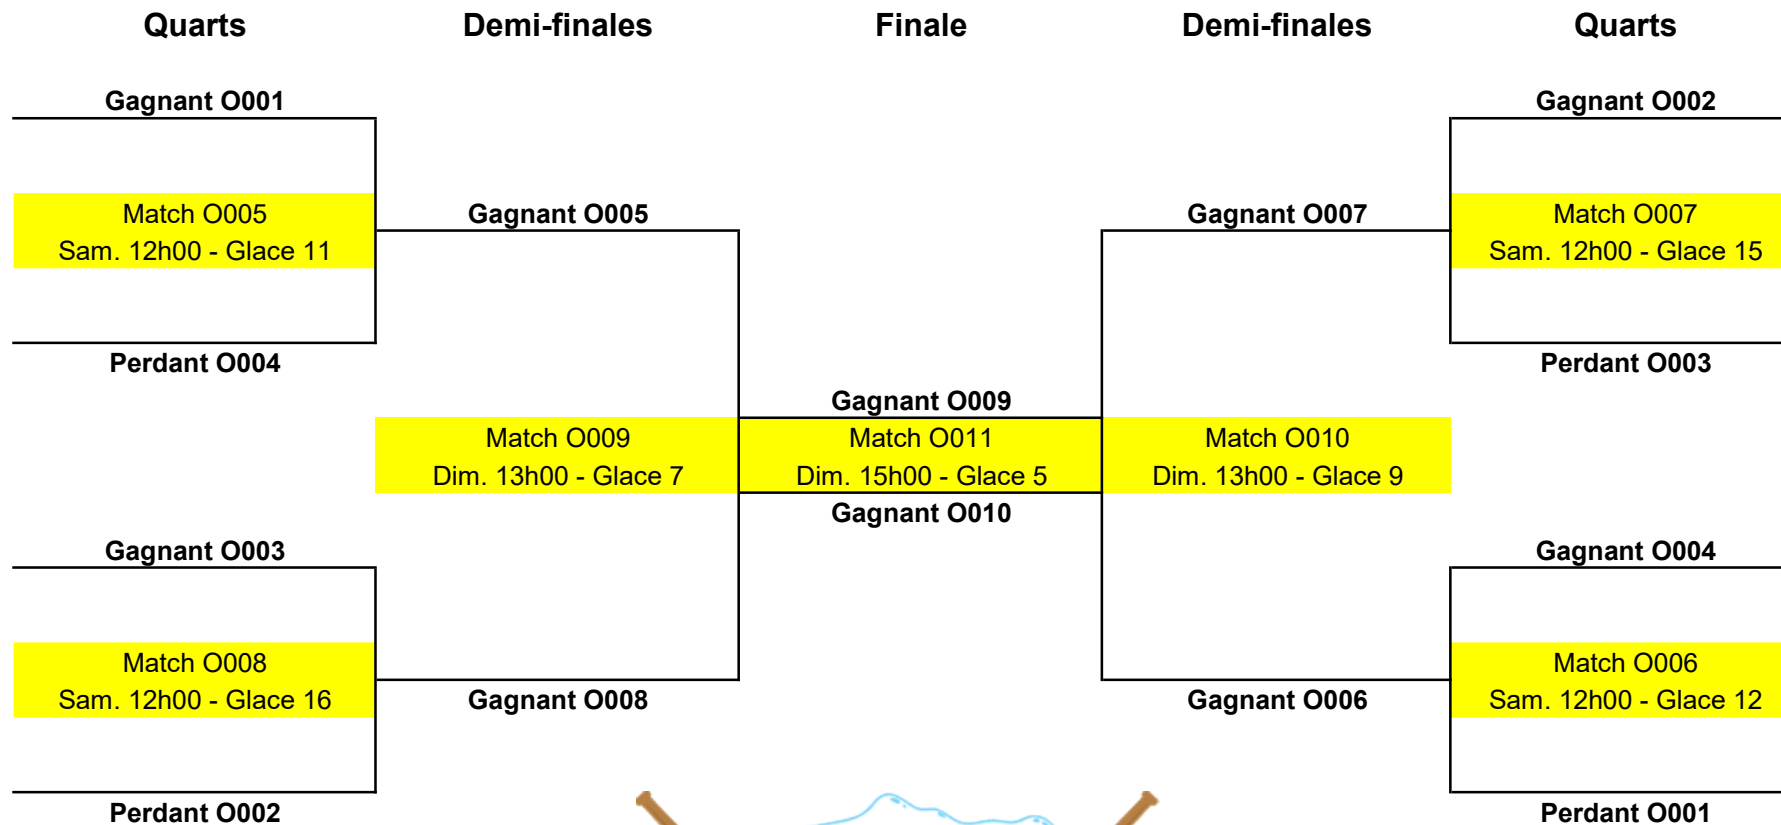 Quarts
Demi-finales
Finale
Demi-finales
Quarts
Gagnant O001
Gagnant O002
Match O005
Sam. 12h00 - Glace 11
Gagnant O005
Gagnant O007
Match O007
Sam. 12h00 - Glace 15
Perdant O004
Perdant O003
Gagnant O009
Match O009
Dim. 13h00 - Glace 7
Match O011
Dim. 15h00 - Glace 5
Match O010
Dim. 13h00 - Glace 9
Gagnant O010
Gagnant O003
Gagnant O004
Match O008
Sam. 12h00 - Glace 16
Gagnant O008
Gagnant O006
Match O006
Sam. 12h00 - Glace 12
Perdant O002
Perdant O001